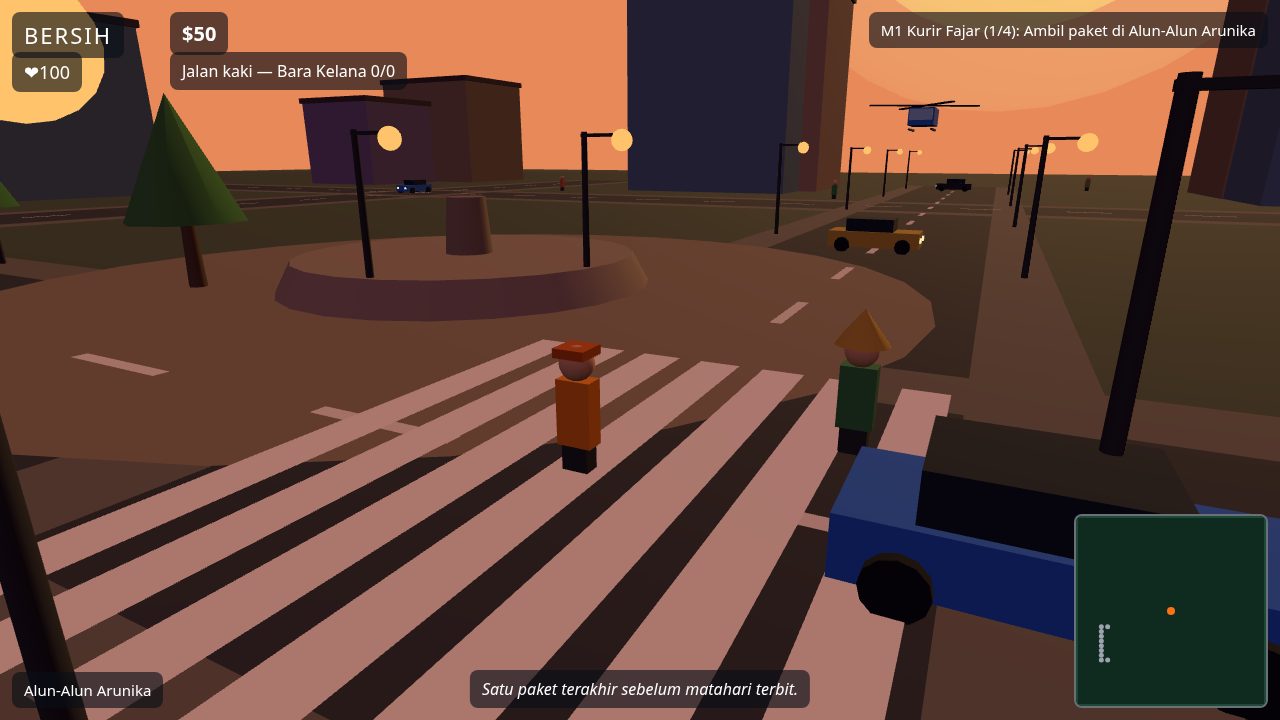 BERSIH
$50
❤100
Jalan kaki — Bara Kelana 0/0
M1 Kurir Fajar (1/4): Ambil paket di Alun-Alun Arunika
Alun-Alun Arunika
Satu paket terakhir sebelum matahari terbit.